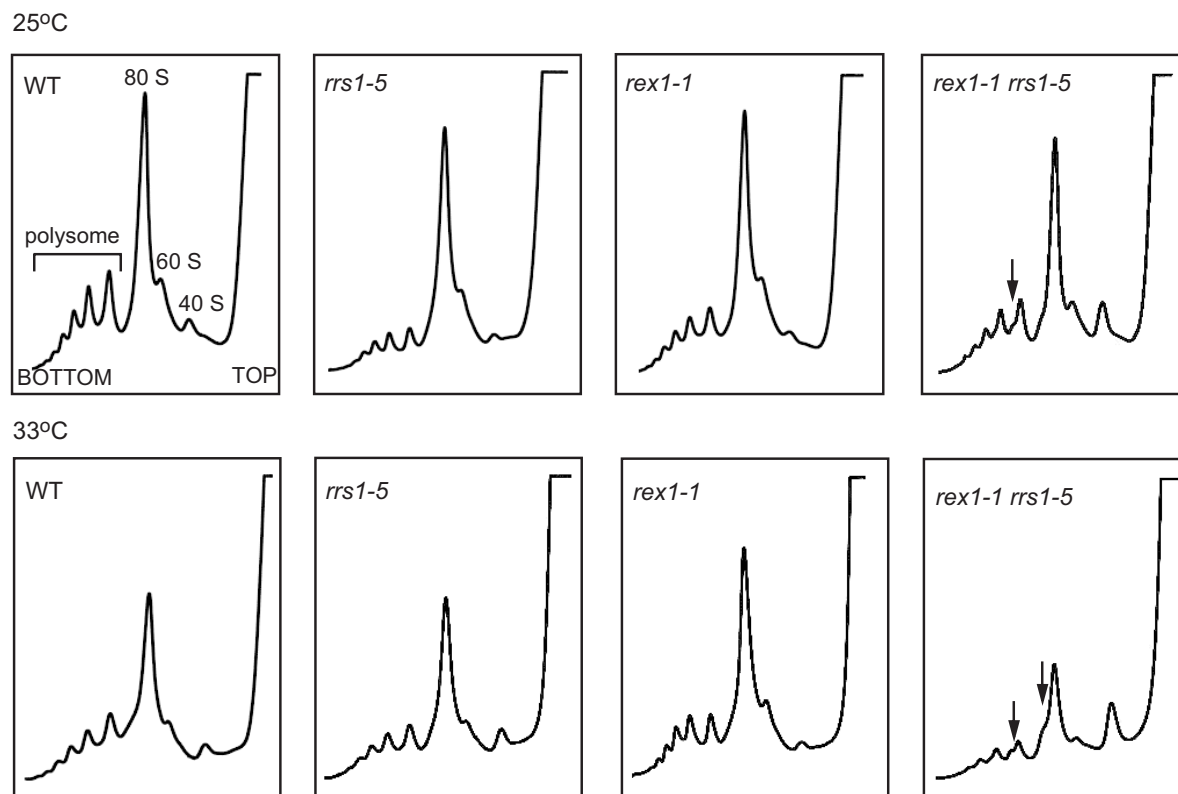 25ºC
WT
80 S
polysome
60 S
40 S
BOTTOM
TOP
rrs1-5
rex1-1
rex1-1 rrs1-5
33ºC
WT
rrs1-5
rex1-1
rex1-1 rrs1-5